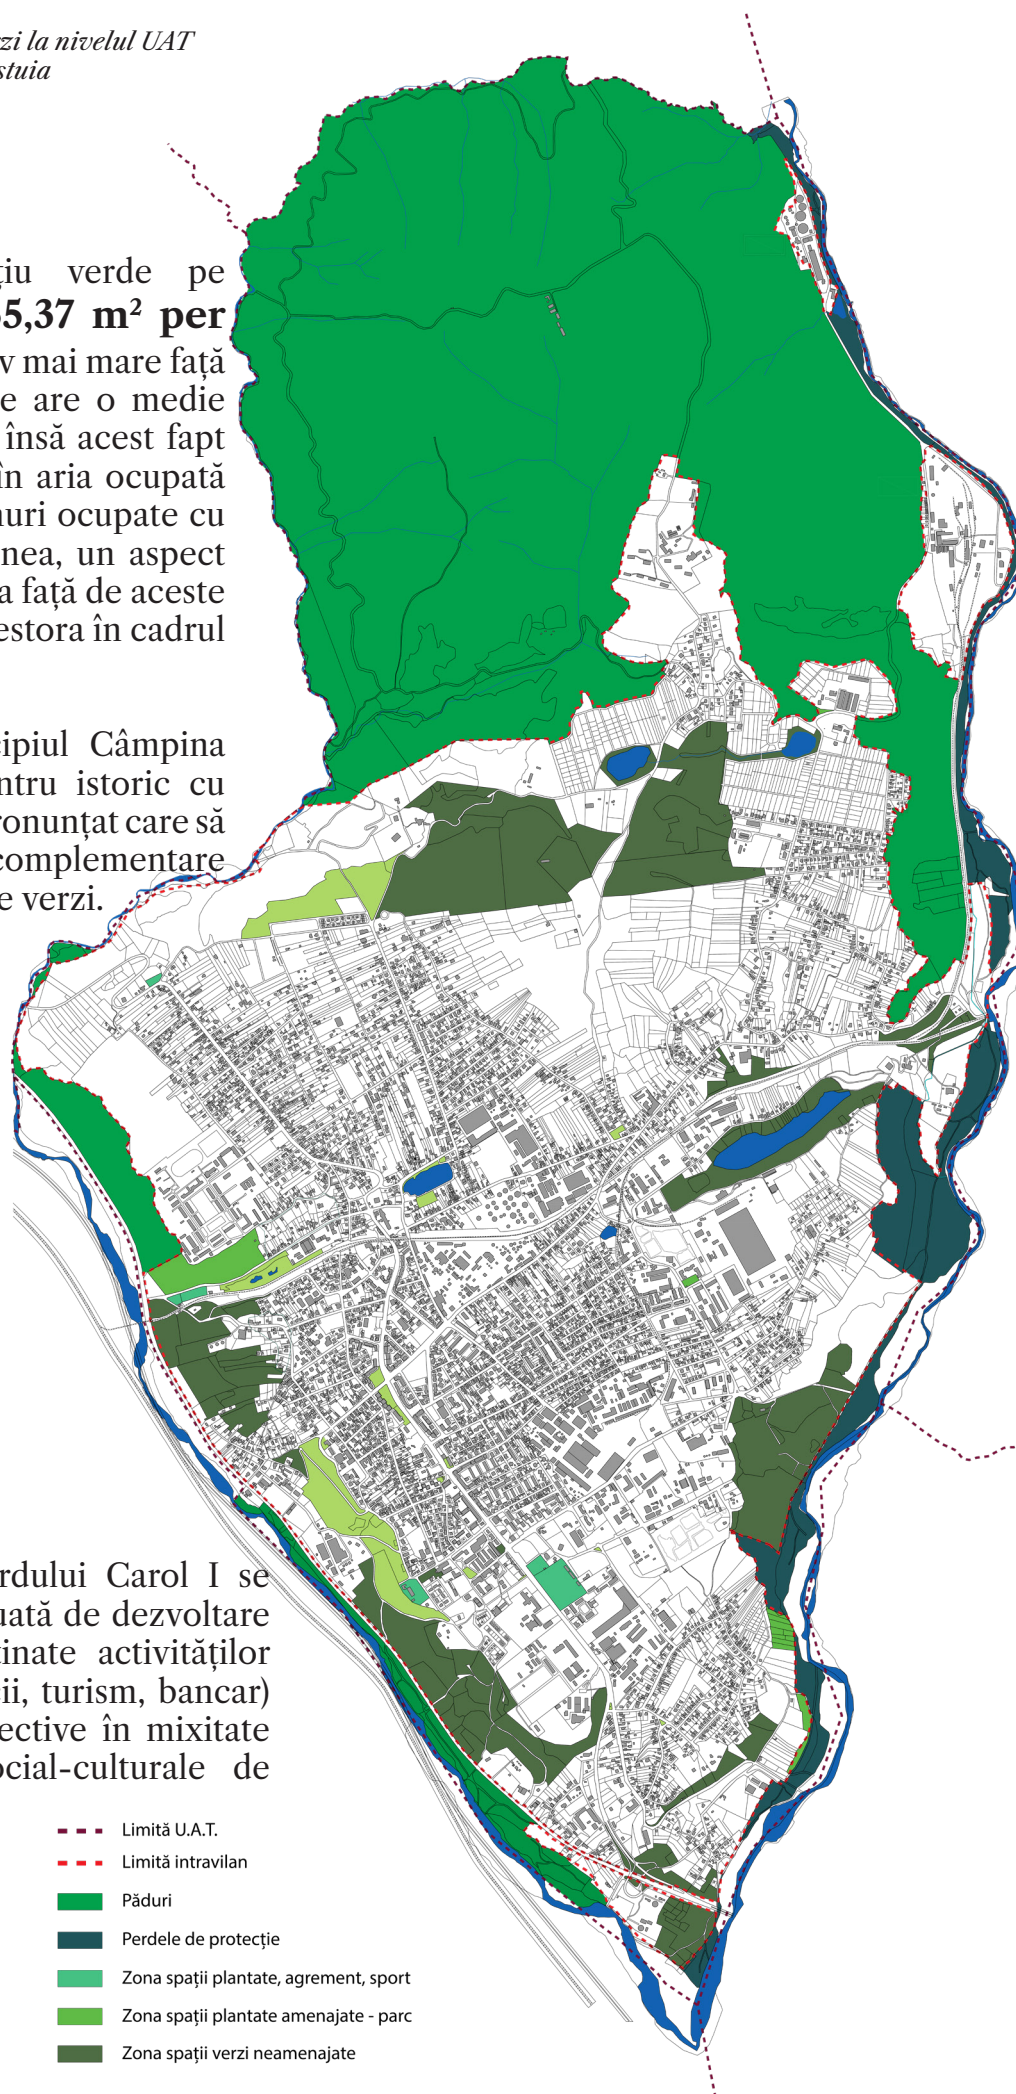 zi la nivelul UAT
stuia
țiu verde pe
5,37 m² per
v mai mare față
e are o medie
însă acest fapt
în aria ocupată
nuri ocupate cu
nea, un aspect
a față de aceste
estora în cadrul
cipiul Câmpina
ntru istoric cu
ronunțat care să
complementare
e verzi.
rdului Carol I se
uată de dezvoltare
tinate activităților
ții, turism, bancar)
ective în mixitate
ocial-culturale de
Limită U.A.T.
Limită intravilan
Păduri
Perdele de protecție
Zona spații plantate, agrement, sport
Zona spații plantate amenajate - parc
Zona spații verzi neamenajate